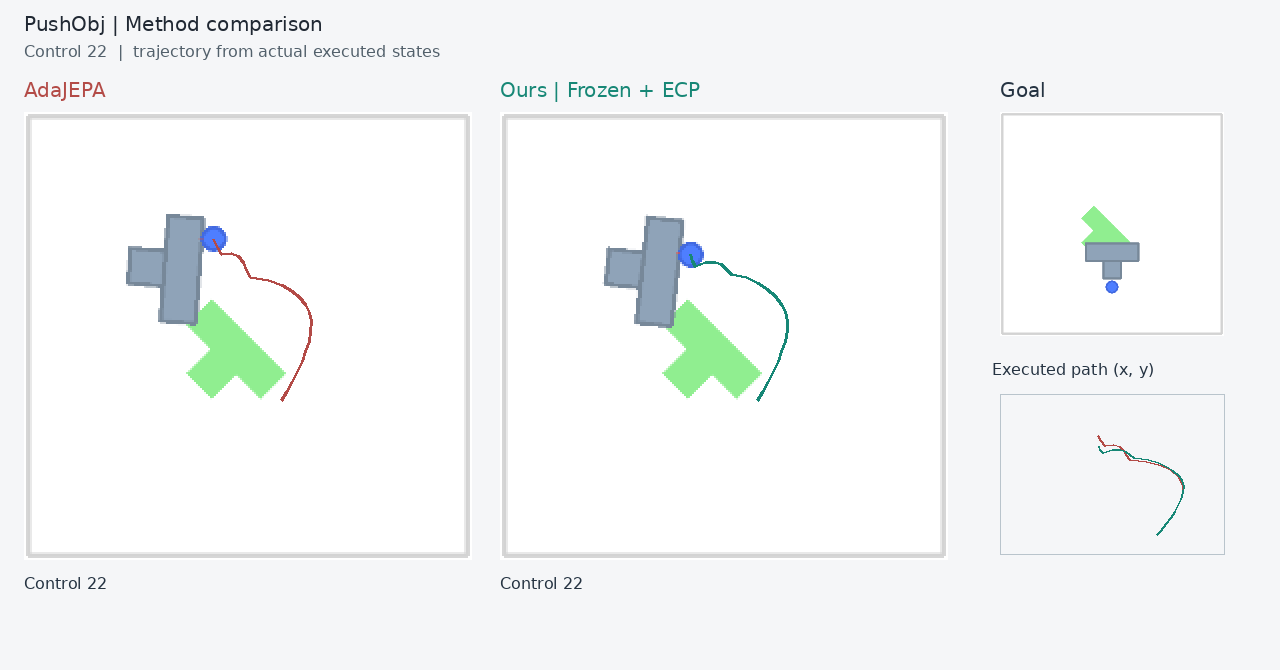 PushObj | Method comparison
Control 22 | trajectory from actual executed states
AdaJEPA
Ours | Frozen + ECP
Goal
Executed path (x, y)
Control 22
Control 22